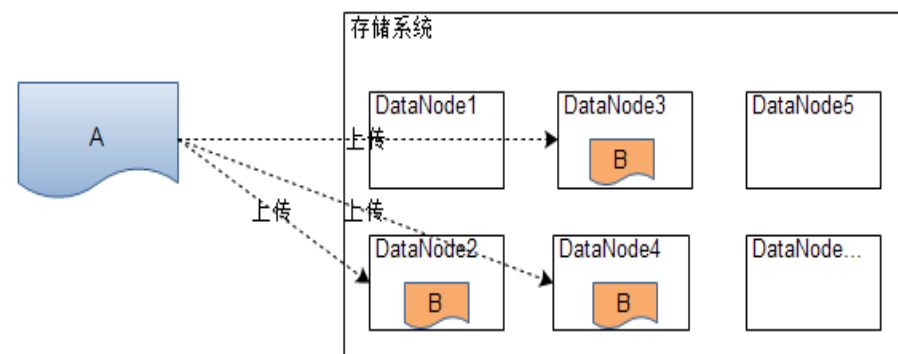 存储系统
DataNode1
DataNode3
DataNode5
A
上传
B
上传
上传
DataNode2
DataNode4
DataNode...
B
B